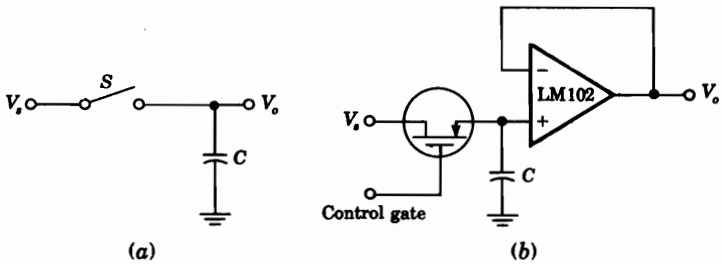 S
V_s
V_o
C
(a)
LM102
−
+
V_s
V_o
C
Control gate
(b)